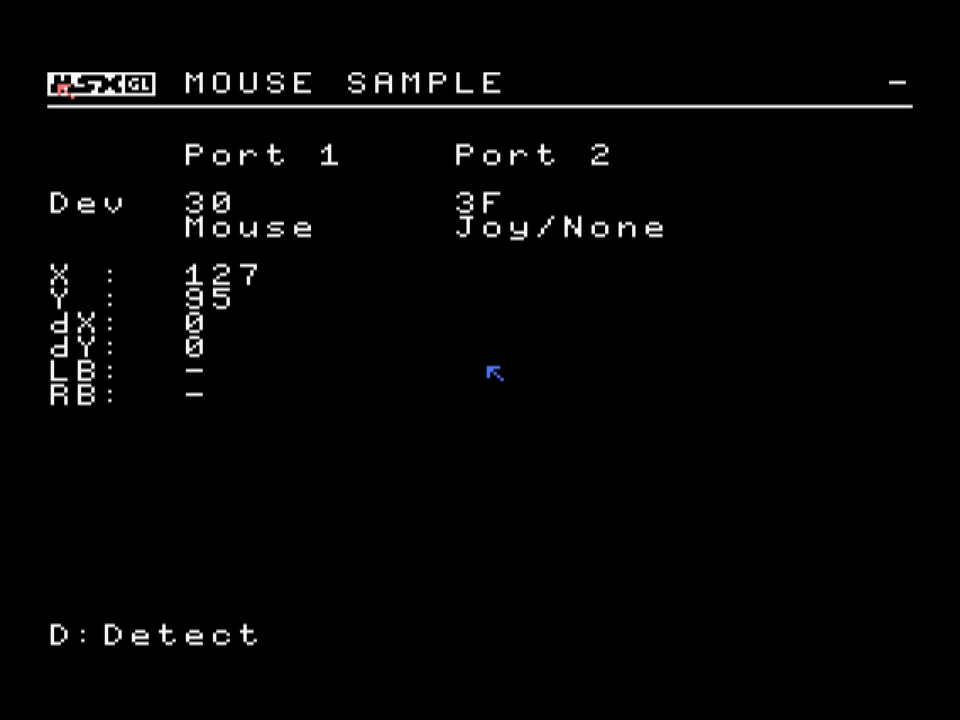 MSXGL MOUSE SAMPLE -
Port 1 Port 2
Dev 30 3F
Mouse Joy/None
X : 127
Y : 95
dX: 0
dY: 0
LB: -
RB: -
D:Detect